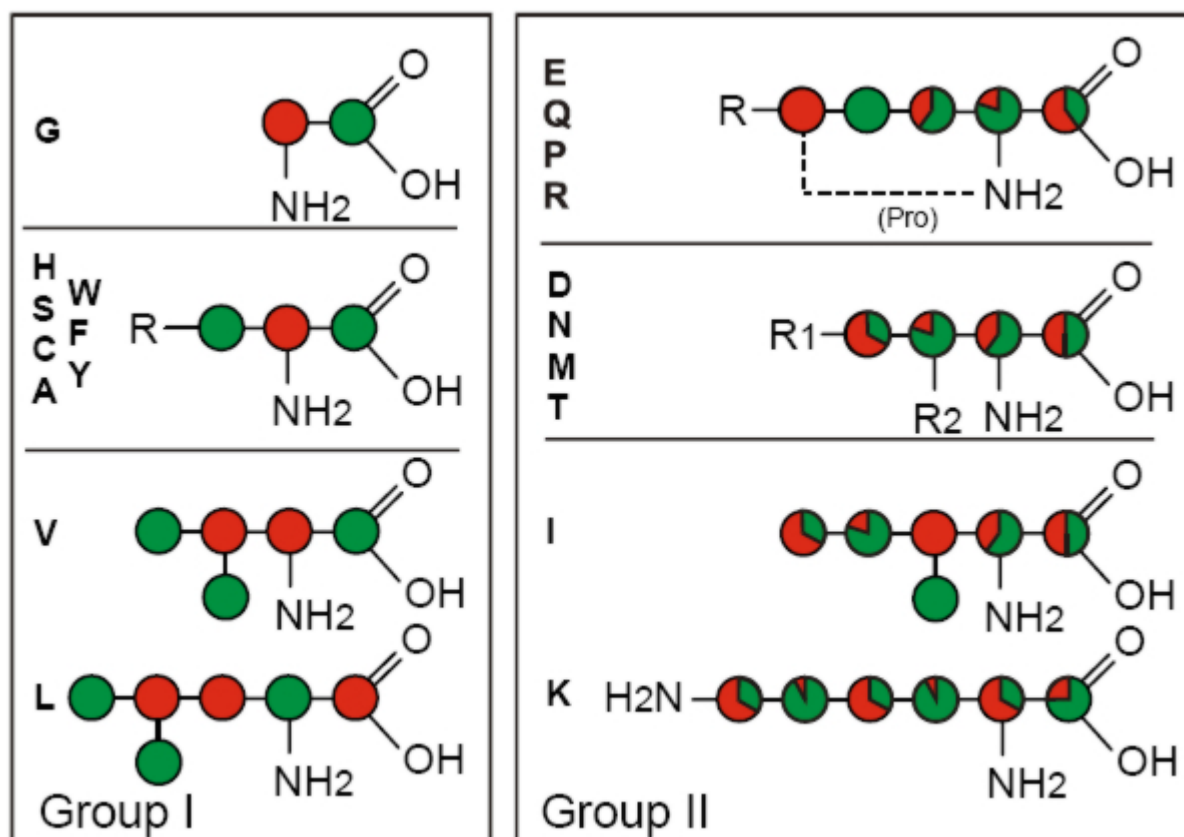 G
O
NH2
OH
H
S
C
A
W
F
Y
R
O
NH2
OH
V
O
NH2
OH
L
O
NH2
OH
Group I
E
Q
P
R
R
O
NH2
OH
(Pro)
D
N
M
T
R1
O
R2
NH2
OH
I
O
NH2
OH
K
H2N
O
NH2
OH
Group II